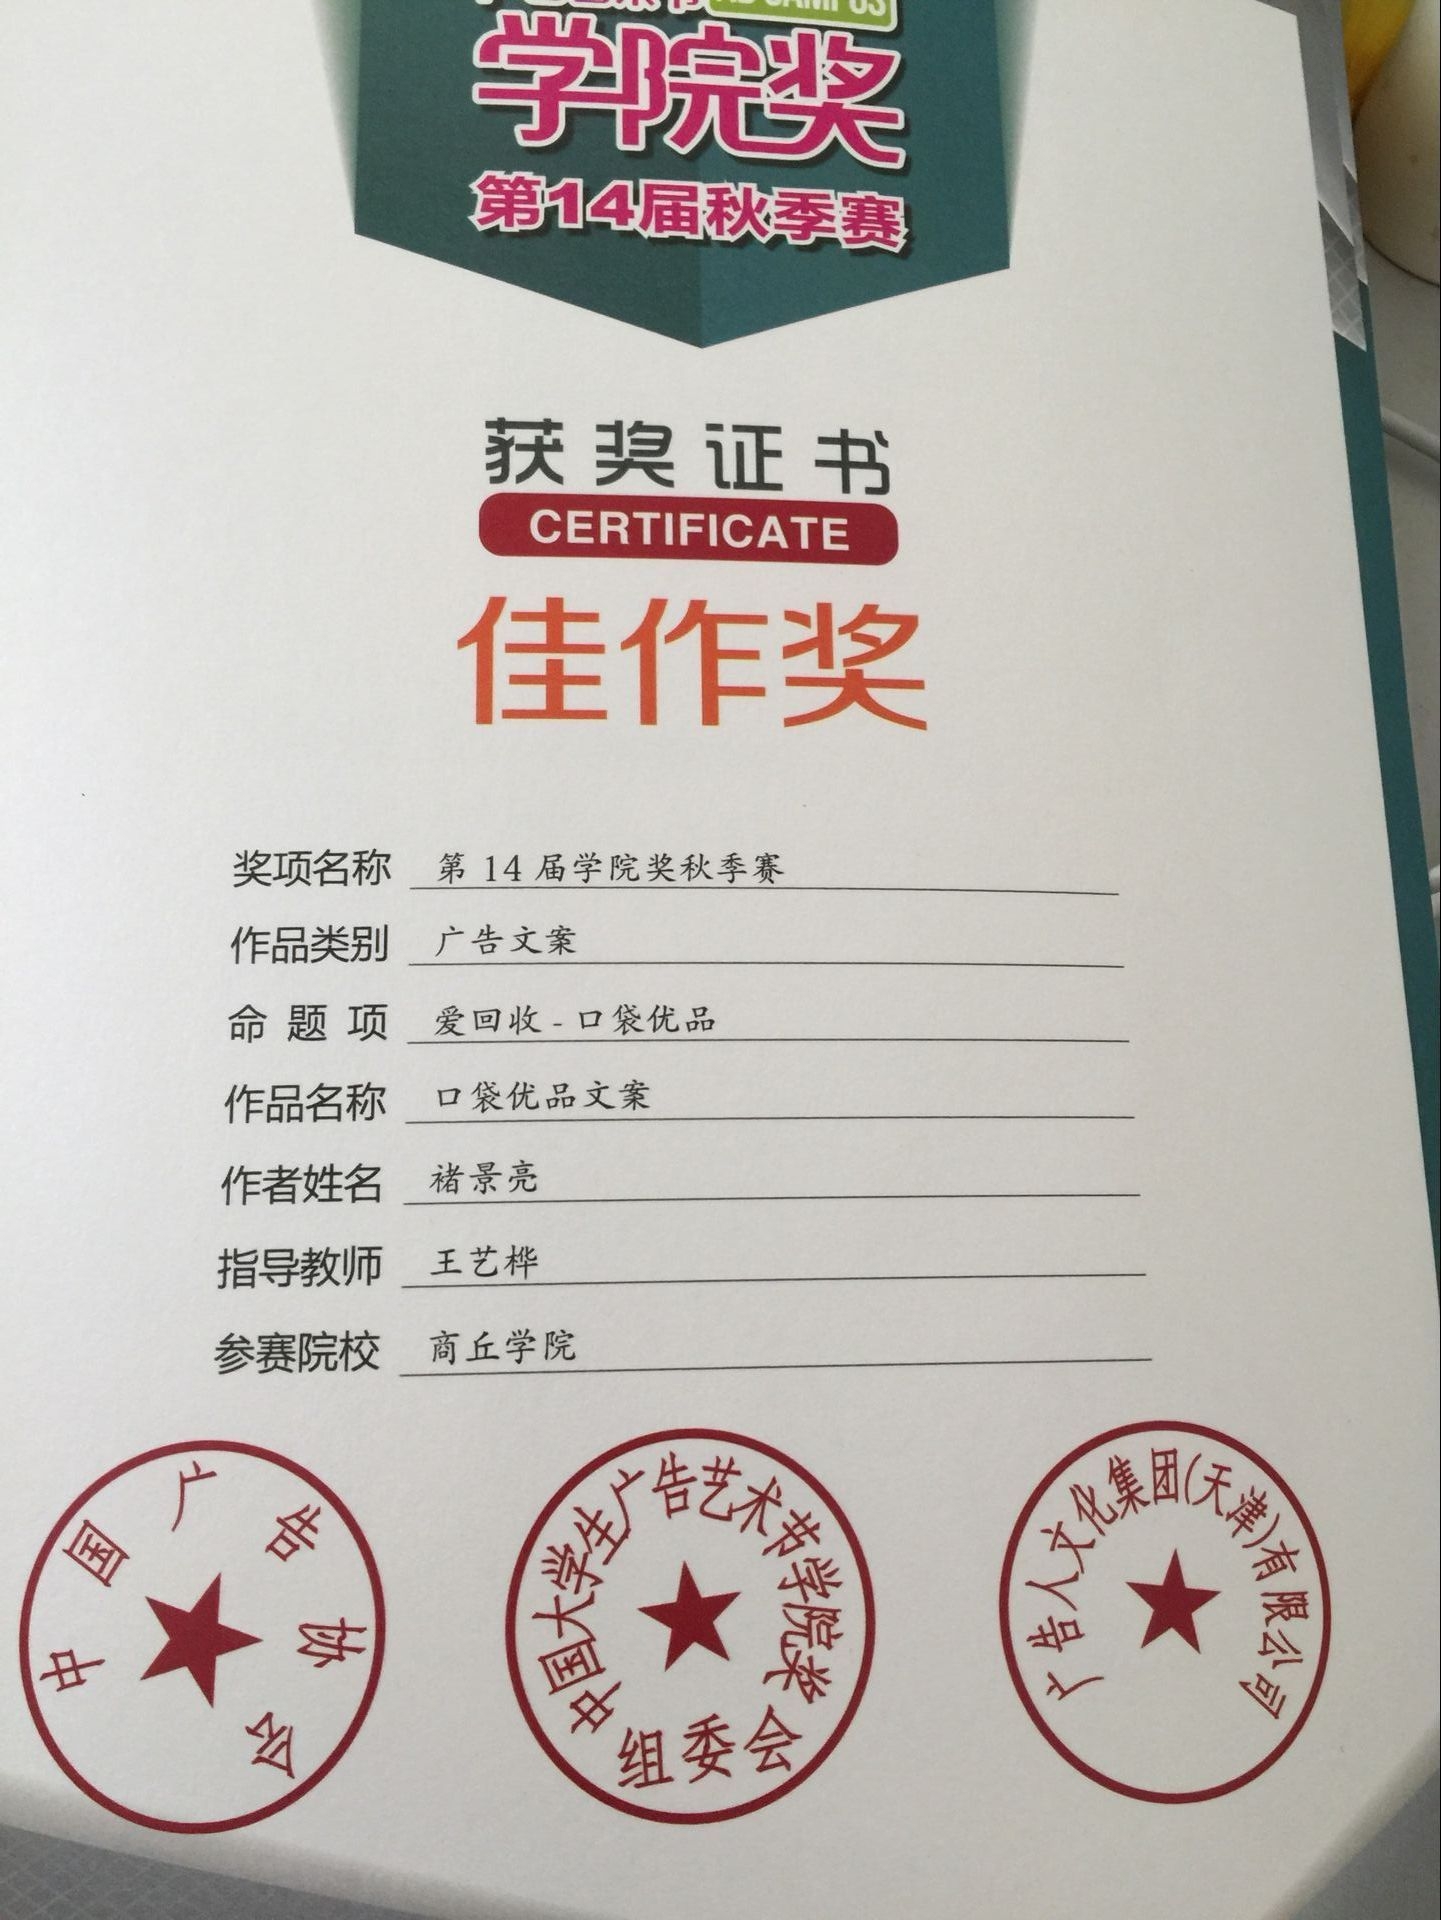 学院奖
第14届秋季赛
获奖证书
CERTIFICATE
佳作奖
奖项名称 第 14 届学院奖秋季赛
作品类别 广告文案
命题项 爱回收 - 口袋优品
作品名称 口袋优品文案
作者姓名 褚景亮
指导教师 王艺桦
参赛院校 商丘学院
中国广告协会
中国大学生广告艺术节学院奖
组委会
广告人文化集团(天津)有限公司